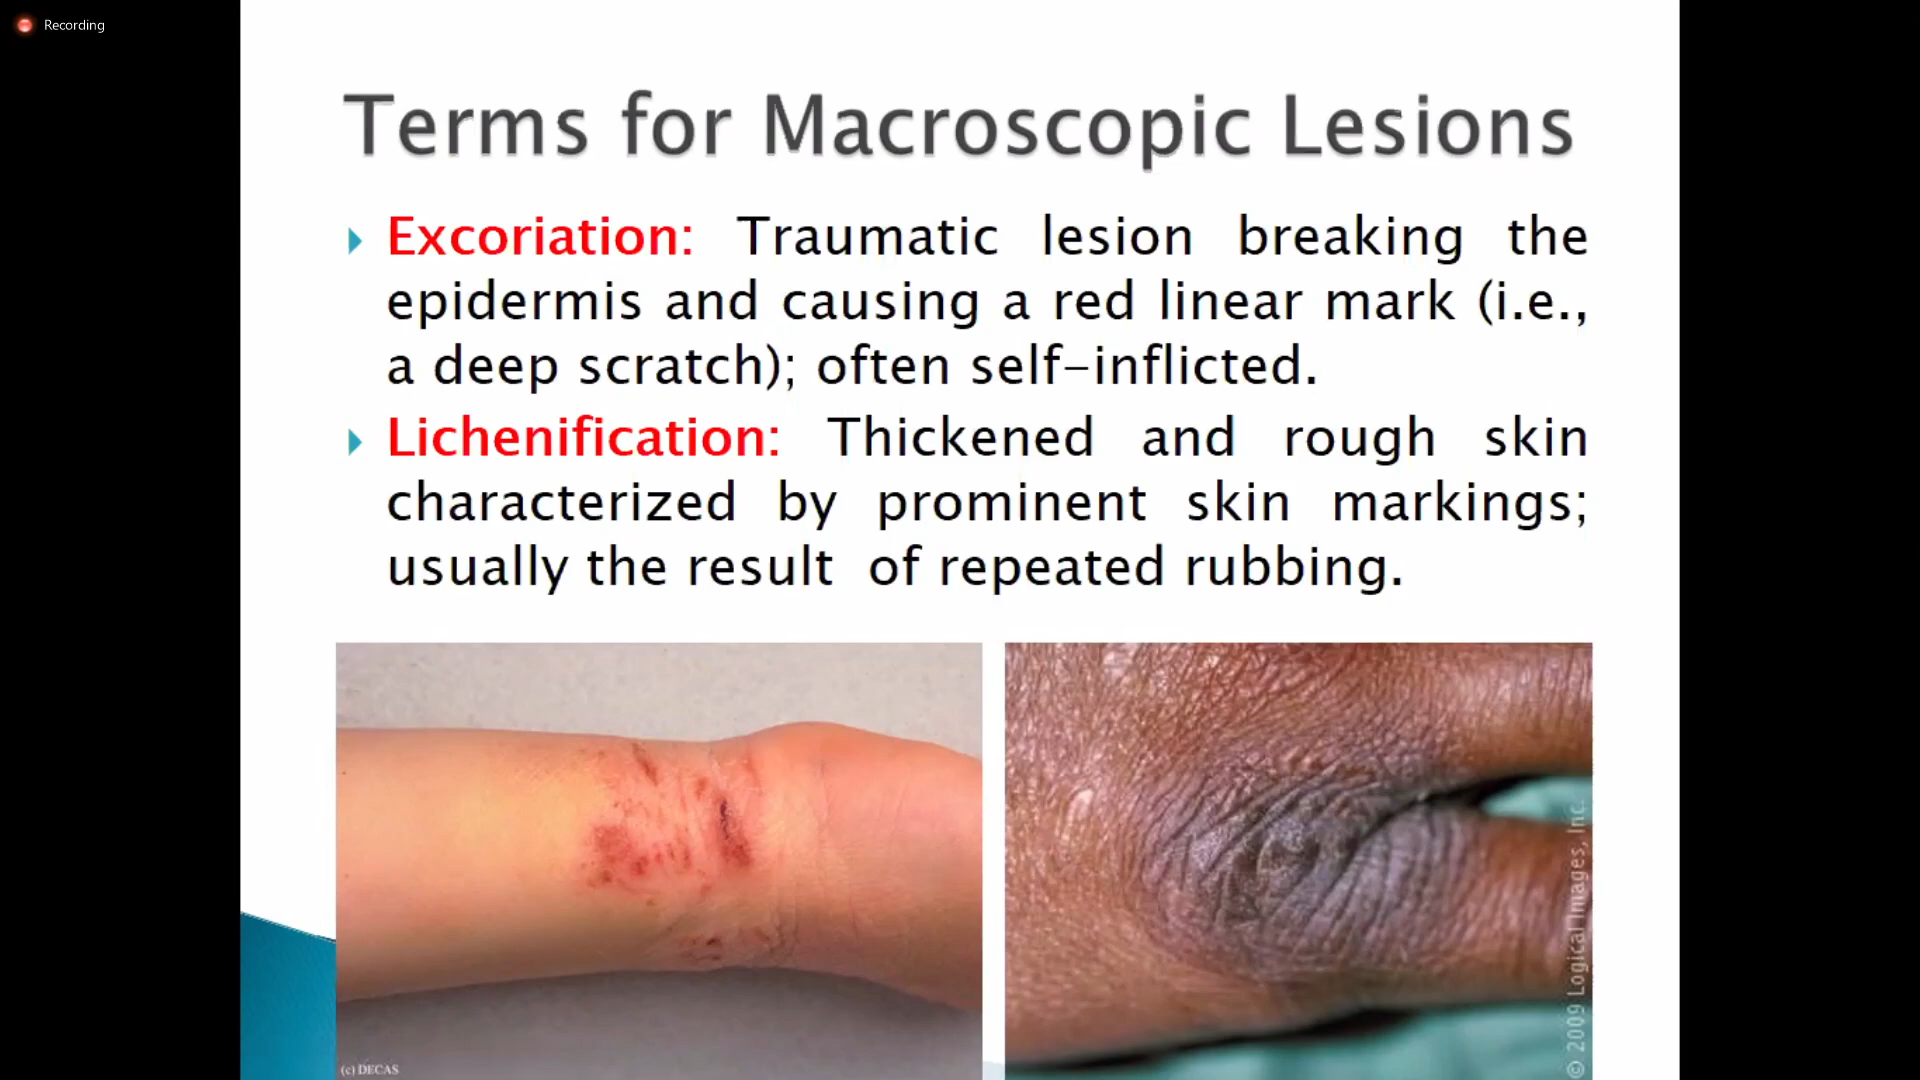 Recording
Terms for Macroscopic Lesions
Excoriation: Traumatic lesion breaking the
epidermis and causing a red linear mark (i.e.,
a deep scratch); often self-inflicted.
Lichenification: Thickened and rough skin
characterized by prominent skin markings;
usually the result of repeated rubbing.
(c) DECAS
© 2009 Logical Images, Inc.